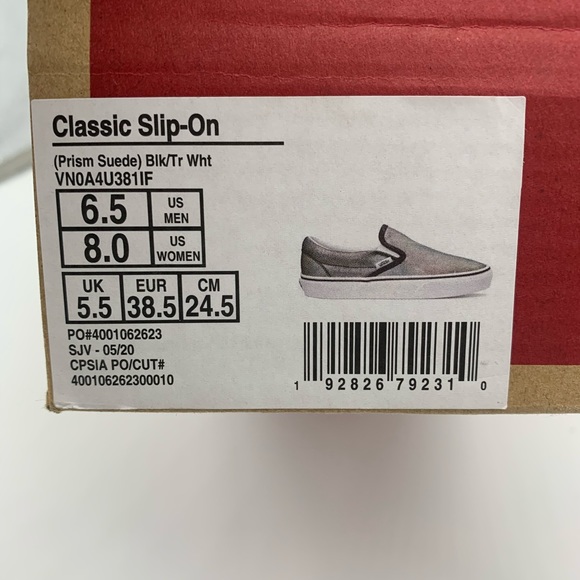 Classic Slip-On
(Prism Suede) Blk/Tr Wht
VN0A4U381IF
6.5 US MEN
8.0 US WOMEN
UK EUR CM
5.5 38.5 24.5
PO#4001062623
SJV - 05/20
CPSIA PO/CUT#
400106262300010
1 92826 79231 0